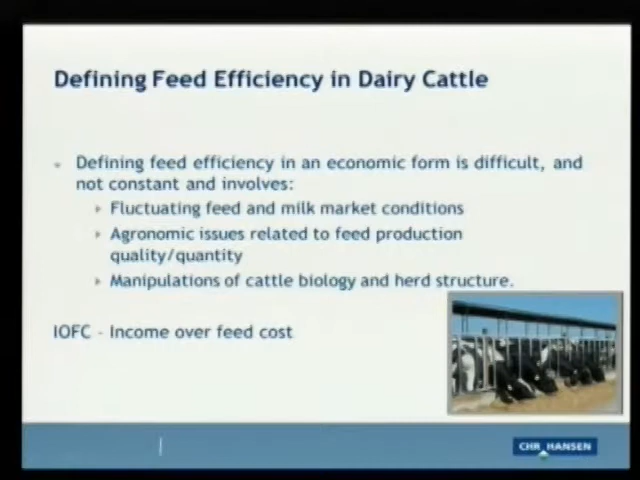 Defining Feed Efficiency in Dairy Cattle
Defining feed efficiency in an economic form is difficult, and
not constant and involves:
Fluctuating feed and milk market conditions
Agronomic issues related to feed production
quality/quantity
Manipulations of cattle biology and herd structure.
IOFC - Income over feed cost
CHR HANSEN